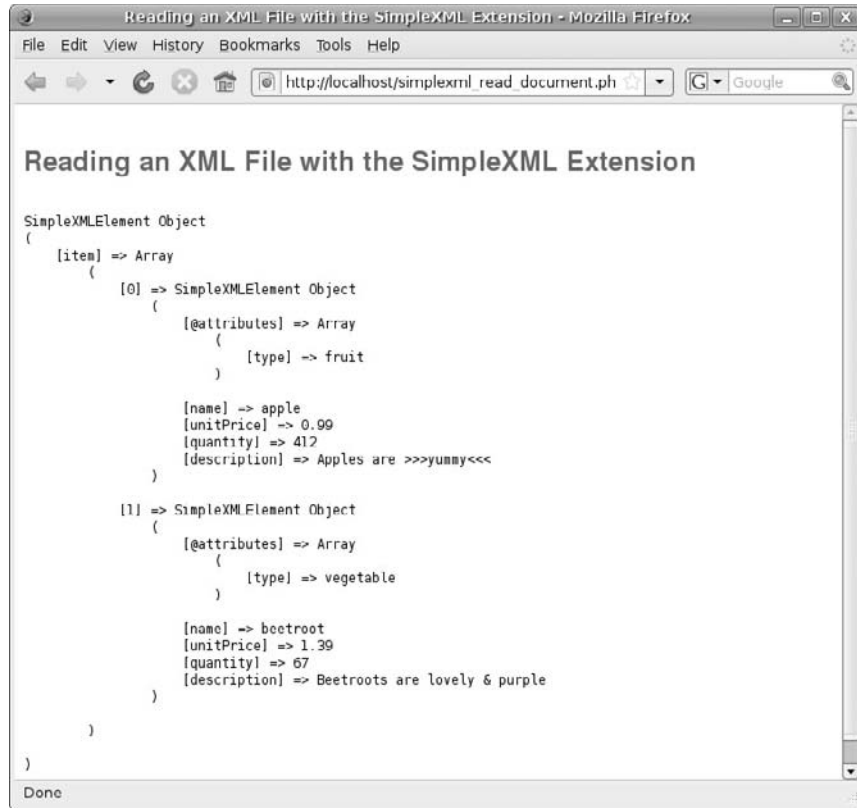 Reading an XML File with the SimpleXML Extension - Mozilla Firefox
File Edit View History Bookmarks Tools Help
http://localhost/simplexml_read_document.ph
G Google
Reading an XML File with the SimpleXML Extension
SimpleXMLElement Object
(
[item] => Array
(
[0] => SimpleXMLElement Object
(
[@attributes] => Array
(
[type] => fruit
)
[name] => apple
[unitPrice] => 0.99
[quantity] => 412
[description] => Apples are >>>yummy<<<
)
[1] => SimpleXMLElement Object
(
[@attributes] => Array
(
[type] => vegetable
)
[name] => beetroot
[unitPrice] => 1.39
[quantity] => 67
[description] => Beetroots are lovely & purple
)
)
)
Done